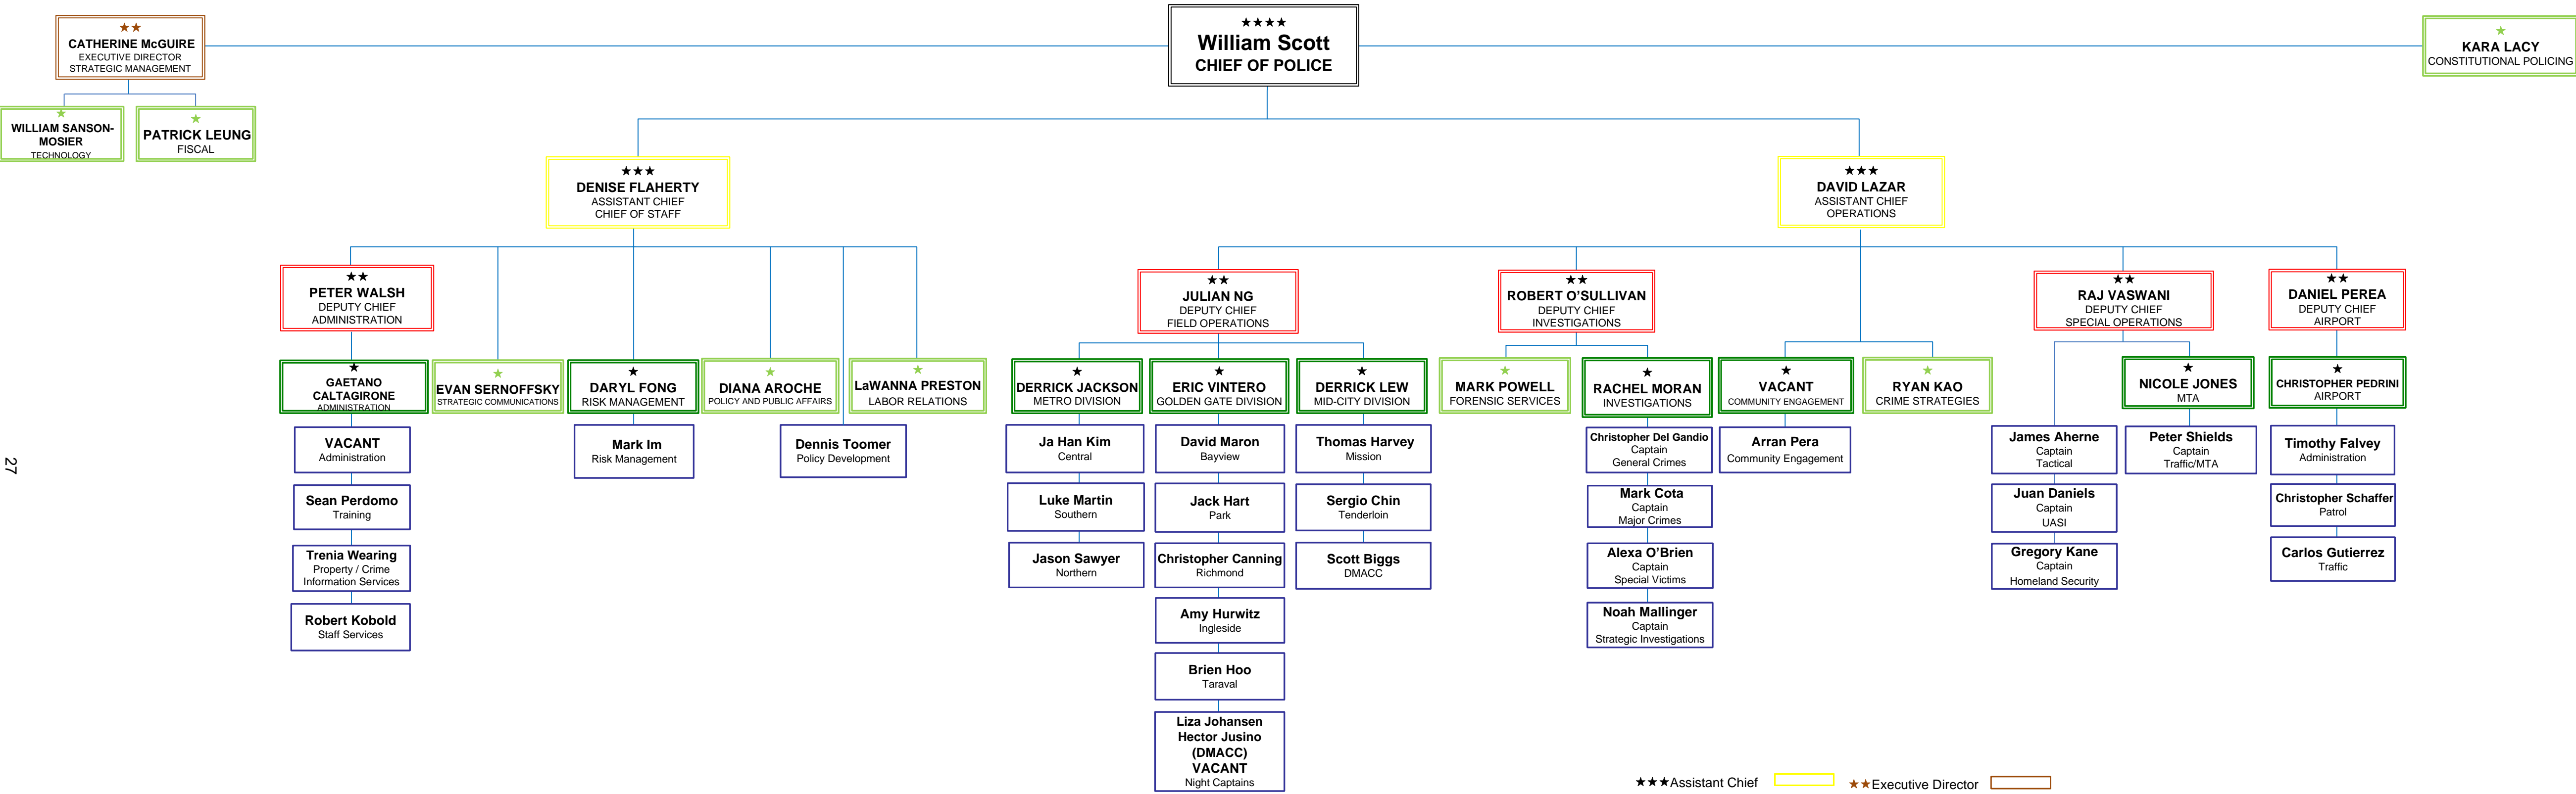 ★★
CATHERINE McGUIRE
EXECUTIVE DIRECTOR
STRATEGIC MANAGEMENT
★★★★
William Scott
CHIEF OF POLICE
★
KARA LACY
CONSTITUTIONAL POLICING
★
WILLIAM SANSON-
MOSIER
TECHNOLOGY
★
PATRICK LEUNG
FISCAL
★★★
DENISE FLAHERTY
ASSISTANT CHIEF
CHIEF OF STAFF
★★★
DAVID LAZAR
ASSISTANT CHIEF
OPERATIONS
★★
PETER WALSH
DEPUTY CHIEF
ADMINISTRATION
★★
JULIAN NG
DEPUTY CHIEF
FIELD OPERATIONS
★★
ROBERT O’SULLIVAN
DEPUTY CHIEF
INVESTIGATIONS
★★
RAJ VASWANI
DEPUTY CHIEF
SPECIAL OPERATIONS
★★
DANIEL PEREA
DEPUTY CHIEF
AIRPORT
★
GAETANO
CALTAGIRONE
ADMINISTRATION
★
EVAN SERNOFFSKY
STRATEGIC COMMUNICATIONS
★
DARYL FONG
RISK MANAGEMENT
★
DIANA AROCHE
POLICY AND PUBLIC AFFAIRS
★
LaWANNA PRESTON
LABOR RELATIONS
★
DERRICK JACKSON
METRO DIVISION
★
ERIC VINTERO
GOLDEN GATE DIVISION
★
DERRICK LEW
MID-CITY DIVISION
★
MARK POWELL
FORENSIC SERVICES
★
RACHEL MORAN
INVESTIGATIONS
★
VACANT
COMMUNITY ENGAGEMENT
★
RYAN KAO
CRIME STRATEGIES
★
NICOLE JONES
MTA
★
CHRISTOPHER PEDRINI
AIRPORT
VACANT
Administration
Sean Perdomo
Training
Trenia Wearing
Property / Crime
Information Services
Robert Kobold
Staff Services
Mark Im
Risk Management
Dennis Toomer
Policy Development
Ja Han Kim
Central
Luke Martin
Southern
Jason Sawyer
Northern
David Maron
Bayview
Jack Hart
Park
Christopher Canning
Richmond
Amy Hurwitz
Ingleside
Brien Hoo
Taraval
Liza Johansen
Hector Jusino
(DMACC)
VACANT
Night Captains
Thomas Harvey
Mission
Sergio Chin
Tenderloin
Scott Biggs
DMACC
Christopher Del Gandio
Captain
General Crimes
Mark Cota
Captain
Major Crimes
Alexa O’Brien
Captain
Special Victims
Noah Mallinger
Captain
Strategic Investigations
Arran Pera
Community Engagement
James Aherne
Captain
Tactical
Juan Daniels
Captain
UASI
Gregory Kane
Captain
Homeland Security
Peter Shields
Captain
Traffic/MTA
Timothy Falvey
Administration
Christopher Schaffer
Patrol
Carlos Gutierrez
Traffic
★★★Assistant Chief
★★Executive Director
27